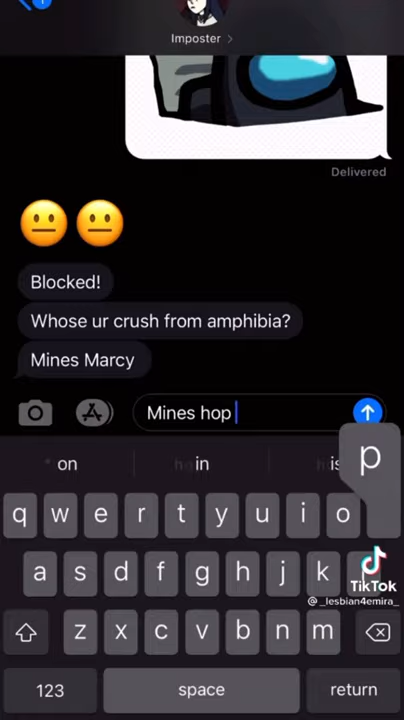 Imposter >
Delivered
Blocked!
Whose ur crush from amphibia?
Mines Marcy
Mines hop
on in is
p
q w e r t y u i o
a s d f g h j k
z x c v b n m
123 space return
TikTok
@_lesbian4emira_